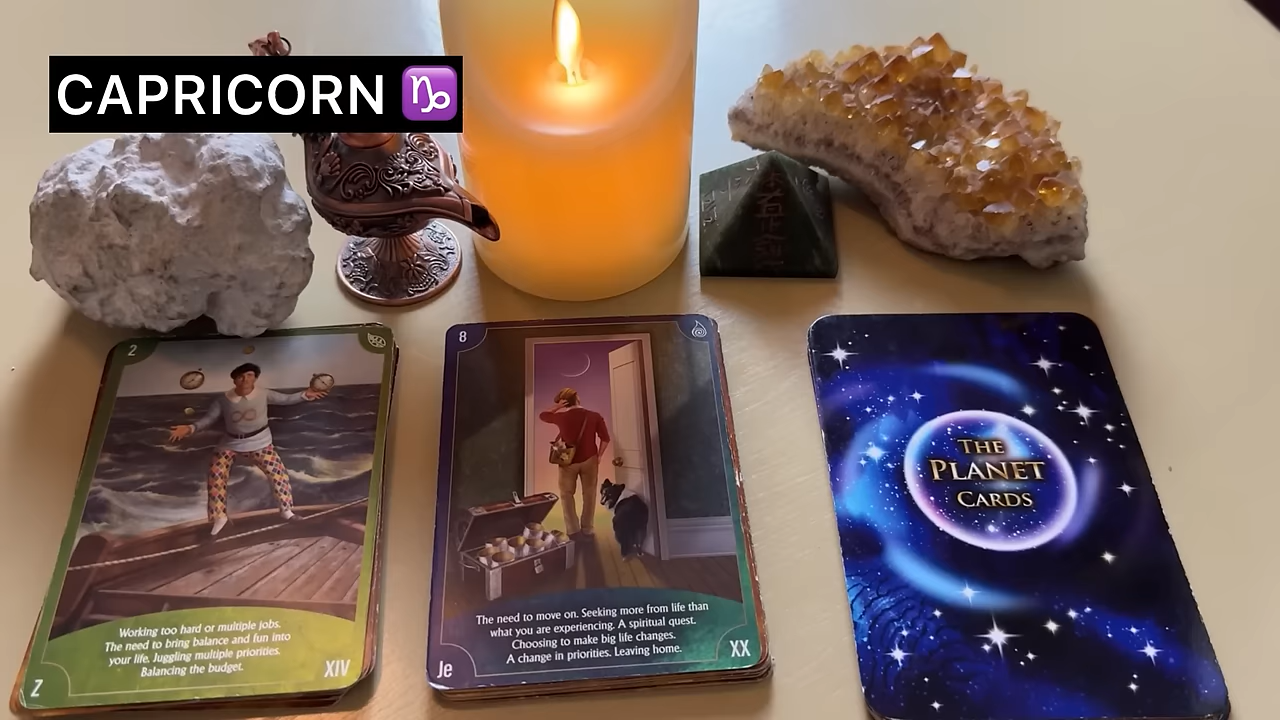 CAPRICORN ♑
2
Working too hard or multiple jobs.
The need to bring balance and fun into
your life. Juggling multiple priorities.
Balancing the budget.
Z
XIV
8
The need to move on. Seeking more from life than
what you are experiencing. A spiritual quest.
Choosing to make big life changes.
A change in priorities. Leaving home.
Je
XX
THE
PLANET
CARDS